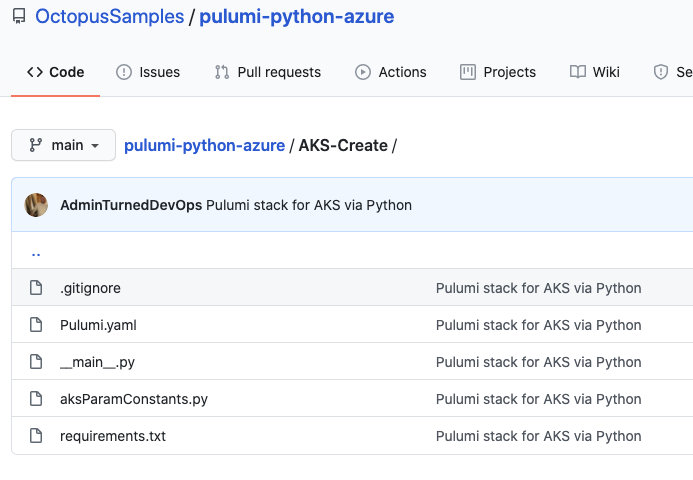 OctopusSamples / pulumi-python-azure
Code Issues Pull requests Actions Projects Wiki Se
main pulumi-python-azure / AKS-Create /
AdminTurnedDevOps Pulumi stack for AKS via Python
..
.gitignore Pulumi stack for AKS via Python
Pulumi.yaml Pulumi stack for AKS via Python
__main__.py Pulumi stack for AKS via Python
aksParamConstants.py Pulumi stack for AKS via Python
requirements.txt Pulumi stack for AKS via Python